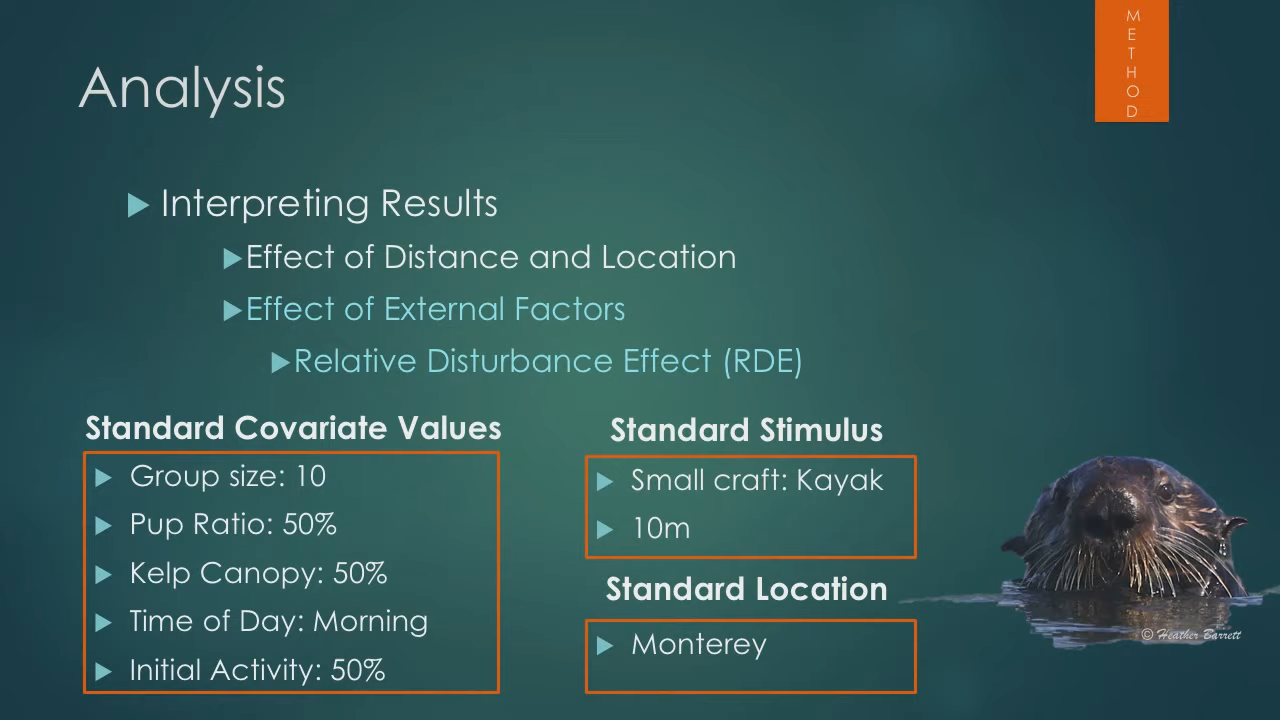 METHOD
Analysis
Interpreting Results
Effect of Distance and Location
Effect of External Factors
Relative Disturbance Effect (RDE)
Standard Covariate Values
Group size: 10
Pup Ratio: 50%
Kelp Canopy: 50%
Time of Day: Morning
Initial Activity: 50%
Standard Stimulus
Small craft: Kayak
10m
Standard Location
Monterey
© Heather Barrett